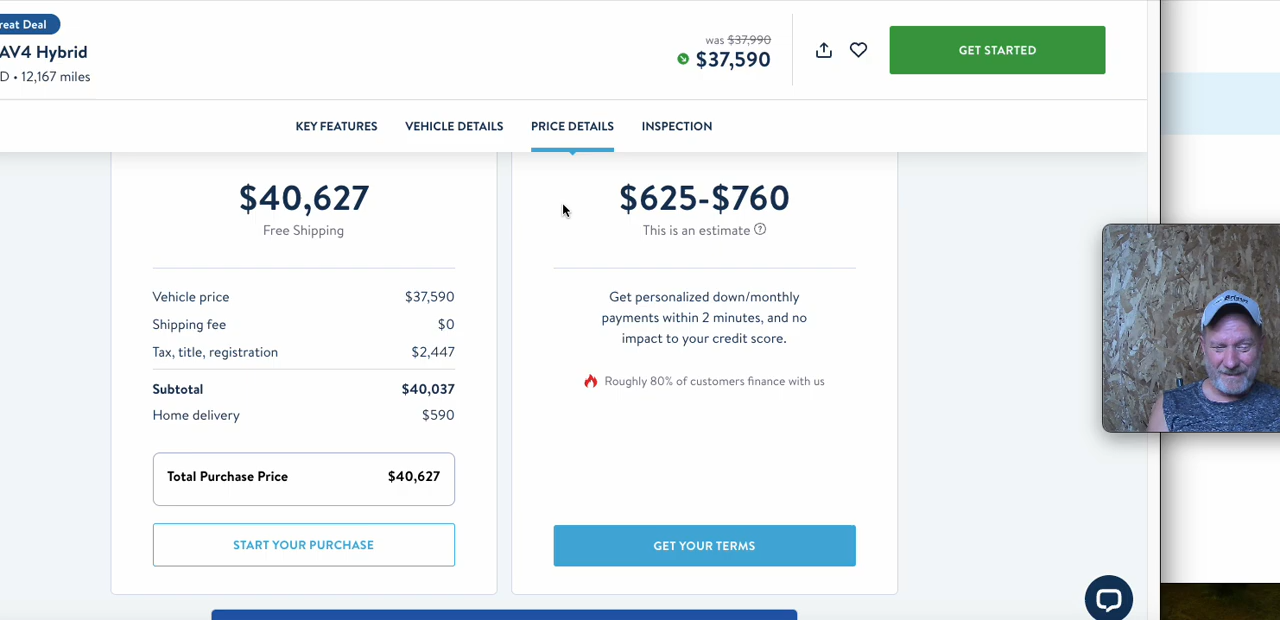 reat Deal
AV4 Hybrid
D • 12,167 miles
was $37,990
$37,590
GET STARTED
KEY FEATURES
VEHICLE DETAILS
PRICE DETAILS
INSPECTION
$40,627
Free Shipping
Vehicle price $37,590
Shipping fee $0
Tax, title, registration $2,447
Subtotal $40,037
Home delivery $590
Total Purchase Price $40,627
START YOUR PURCHASE
$625-$760
This is an estimate ?
Get personalized down/monthly
payments within 2 minutes, and no
impact to your credit score.
Roughly 80% of customers finance with us
GET YOUR TERMS